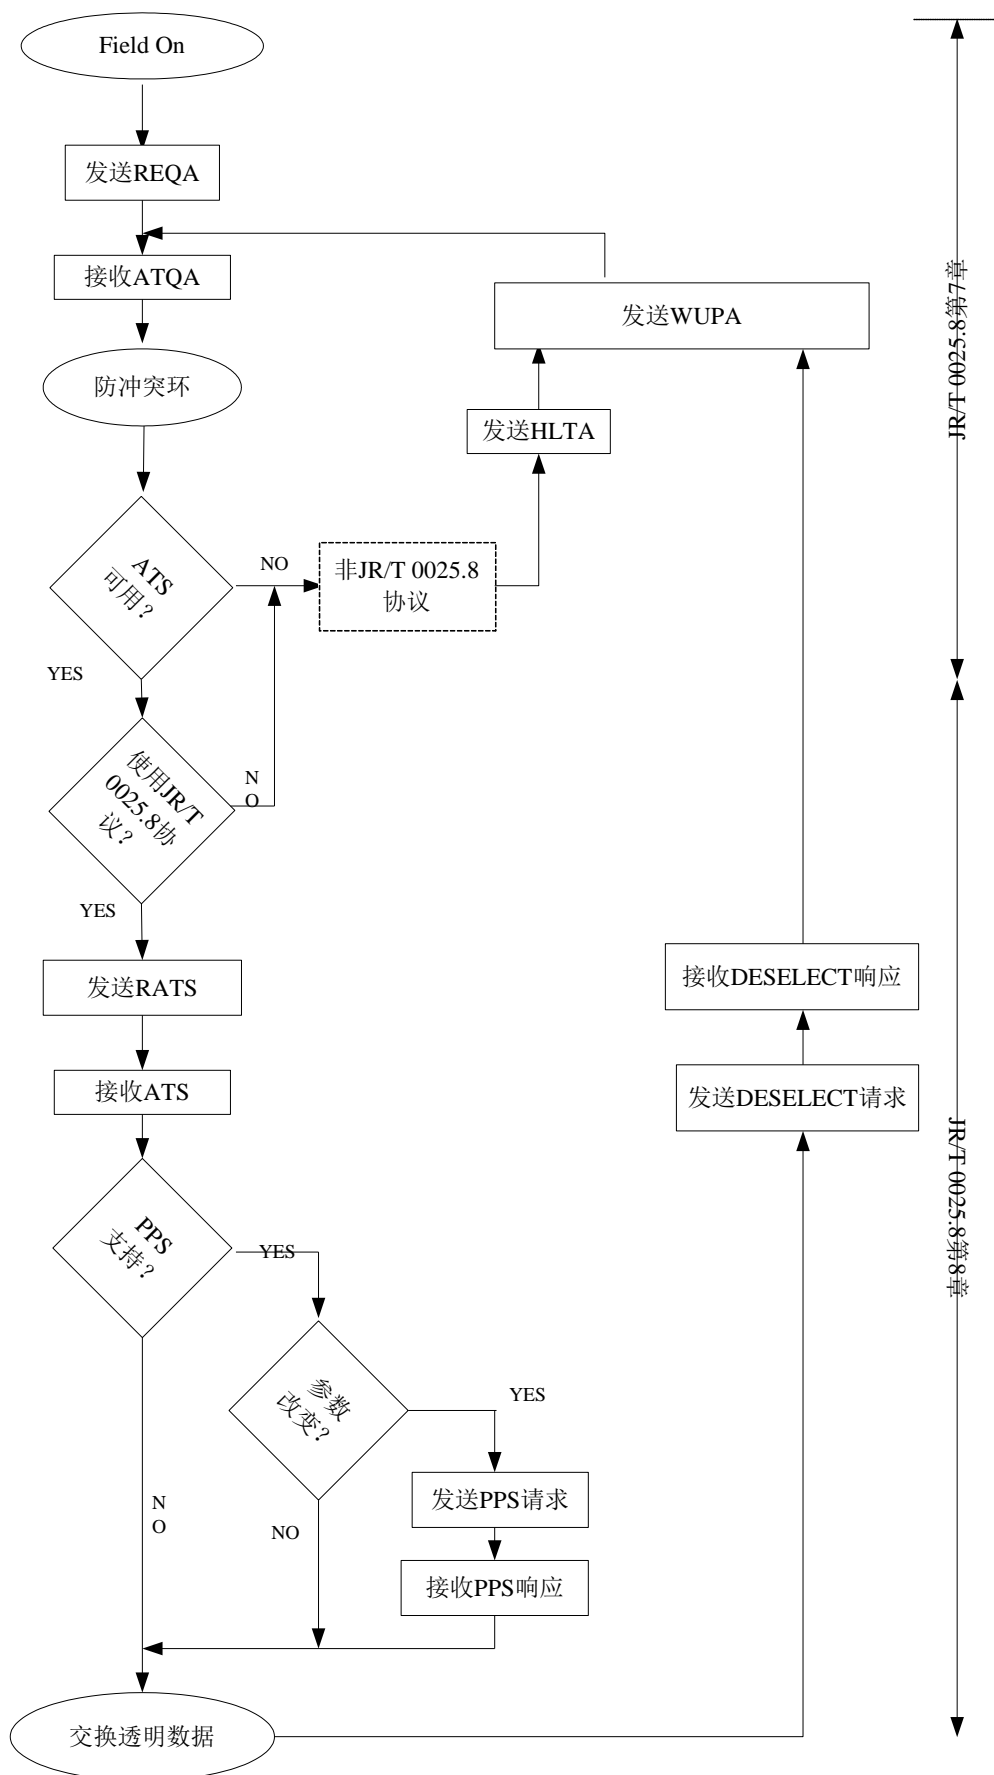 Field On
发送REQA
接收ATQA
发送WUPA
防冲突环
发送HLTA
ATS
可用？
NO
非JR/T 0025.8
协议
YES
使用JR/T
0025.8协
议？
N
O
YES
发送RATS
接收DESELECT响应
接收ATS
发送DESELECT请求
PPS
支持？
YES
参数
改变？
YES
发送PPS请求
N
O
NO
接收PPS响应
交换透明数据
JR/T 0025.8第7章
JR/T 0025.8第8章